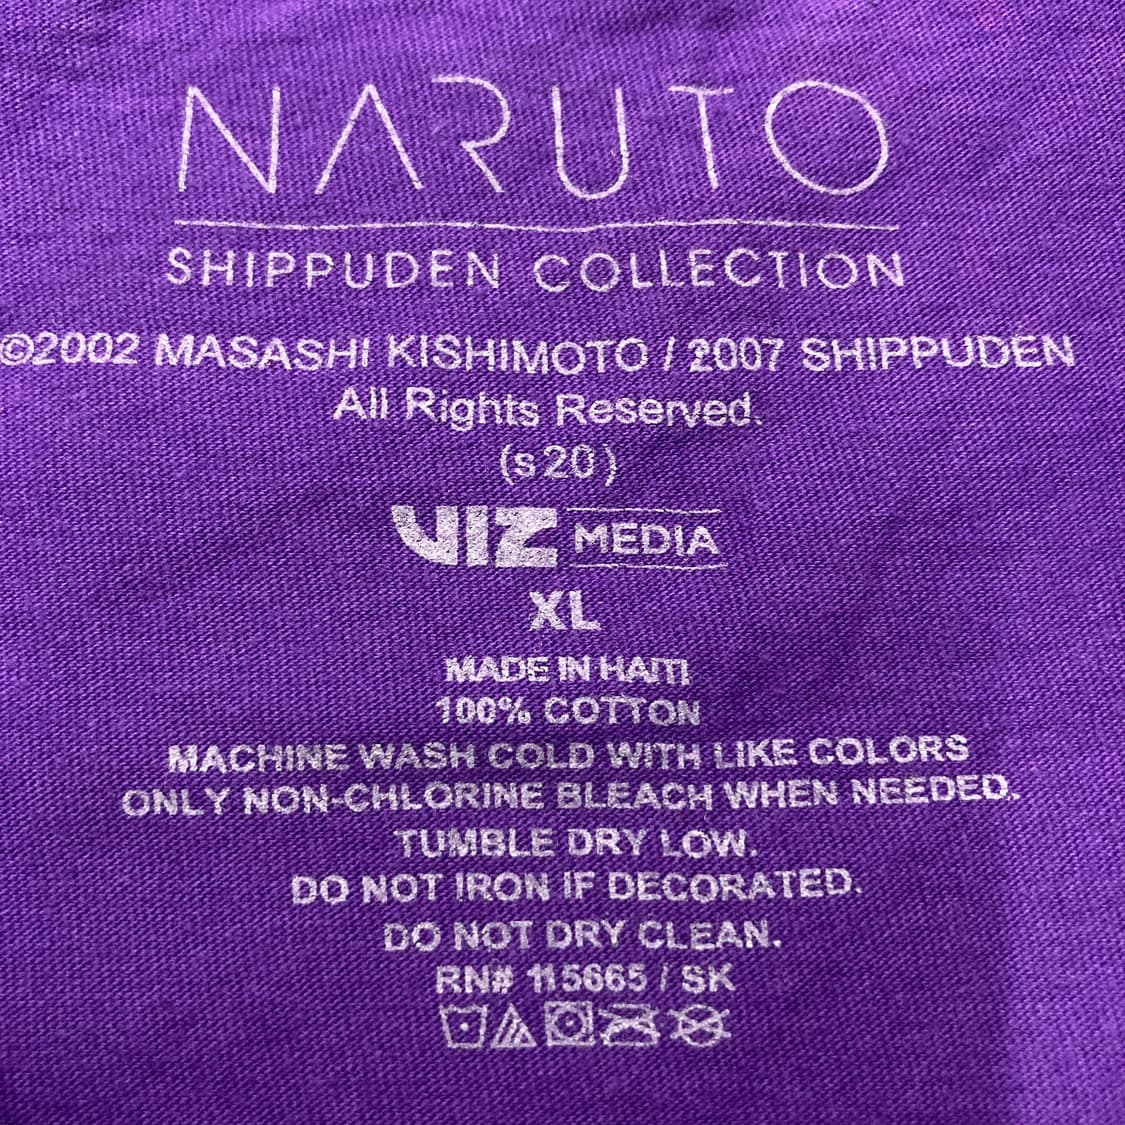 NARUTO
SHIPPUDEN COLLECTION
©2002 MASASHI KISHIMOTO / 2007 SHIPPUDEN
All Rights Reserved.
(s20)
VIZ MEDIA
XL
MADE IN HAITI
100% COTTON
MACHINE WASH COLD WITH LIKE COLORS
ONLY NON-CHLORINE BLEACH WHEN NEEDED.
TUMBLE DRY LOW.
DO NOT IRON IF DECORATED.
DO NOT DRY CLEAN.
RN# 115665 / SK